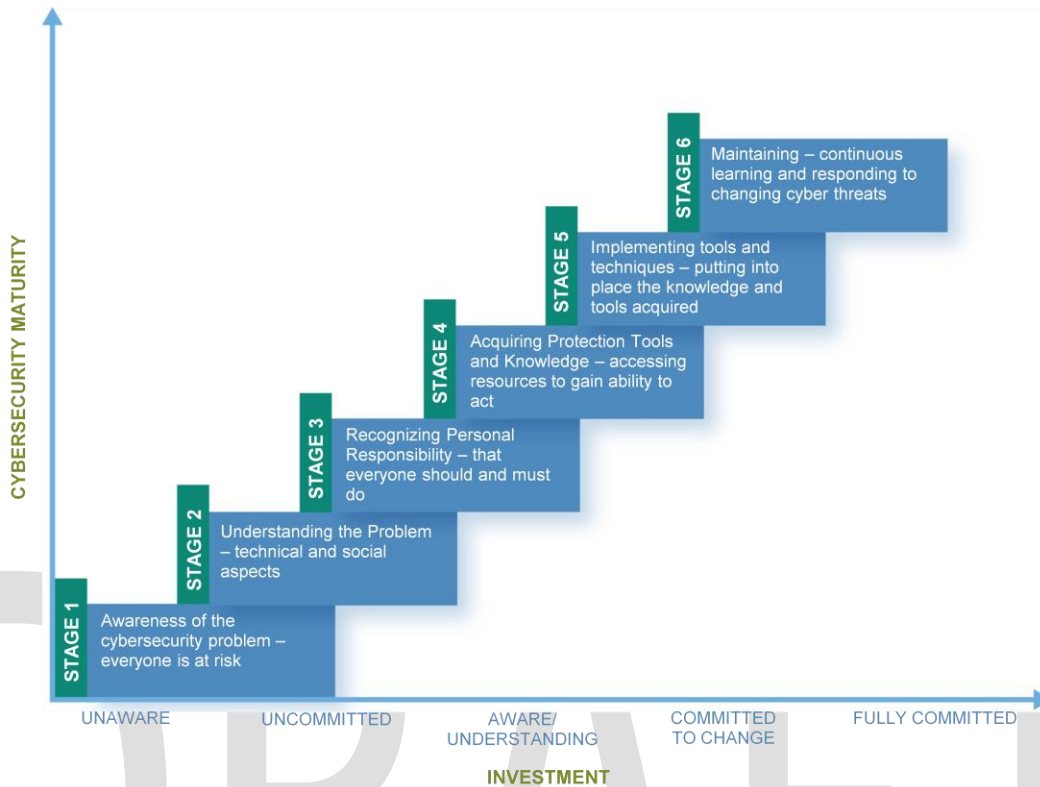 CYBERSECURITY MATURITY
STAGE 6
Maintaining – continuous
learning and responding to
changing cyber threats
STAGE 5
Implementing tools and
techniques – putting into
place the knowledge and
tools acquired
STAGE 4
Acquiring Protection Tools
and Knowledge – accessing
resources to gain ability to
act
STAGE 3
Recognizing Personal
Responsibility – that
everyone should and must
do
STAGE 2
Understanding the Problem
– technical and social
aspects
STAGE 1
Awareness of the
cybersecurity problem –
everyone is at risk
UNAWARE
UNCOMMITTED
AWARE/
UNDERSTANDING
COMMITTED
TO CHANGE
FULLY COMMITTED
INVESTMENT